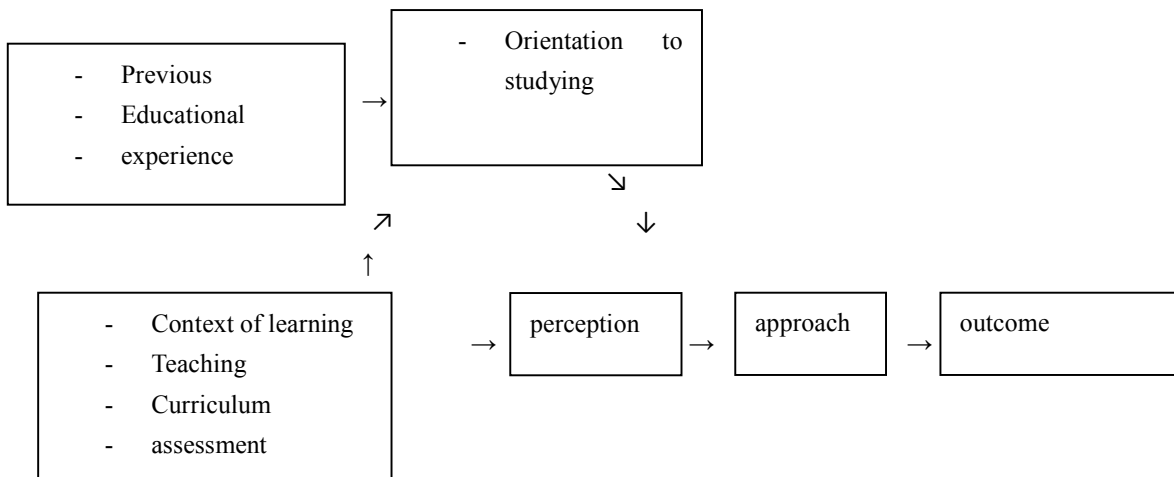 - Previous
- Educational
- experience
→
- Orientation to
studying
↘
↓
↗
↑
- Context of learning
- Teaching
- Curriculum
- assessment
→
perception
→
approach
→
outcome